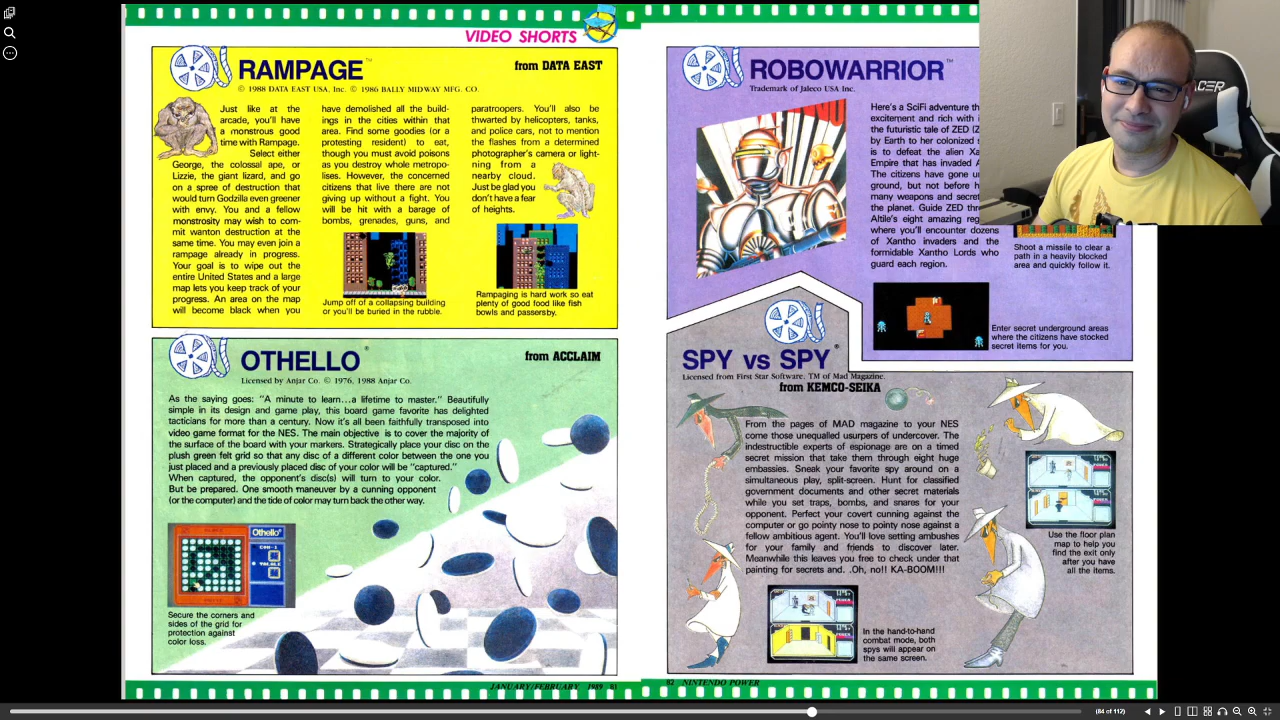 VIDEO SHORTS
RAMPAGE™
from DATA EAST
© 1988 DATA EAST USA, Inc. © 1986 BALLY MIDWAY MFG. CO.
Just like at the
arcade, you'll have
a monstrous good
time with Rampage.
Select either
George, the colossal ape, or
Lizzie, the giant lizard, and go
on a spree of destruction that
would turn Godzilla even greener
with envy. You and a fellow
monstrosity may wish to com-
mit wanton destruction at the
same time. You may even join a
rampage already in progress.
Your goal is to wipe out the
entire United States and a large
map lets you keep track of your
progress. An area on the map
will become black when you
have demolished all the build-
ings in the cities within that
area. Find some goodies (or a
protesting resident) to eat,
though you must avoid poisons
as you destroy whole metropo-
lises. However, the concerned
citizens that live there are not
giving up without a fight. You
will be hit with a barage of
bombs, grenades, guns, and
Jump off of a collapsing building
or you'll be buried in the rubble.
paratroopers. You'll also be
thwarted by helicopters, tanks,
and police cars, not to mention
the flashes from a determined
photographer's camera or light-
ning from a
nearby cloud.
Just be glad you
don't have a fear
of heights.
Rampaging is hard work so eat
plenty of good food like fish
bowls and passersby.
OTHELLO®
from ACCLAIM
Licensed by Anjar Co. © 1976, 1988 Anjar Co.
As the saying goes: "A minute to learn...a lifetime to master." Beautifully
simple in its design and game play, this board game favorite has delighted
tacticians for more than a century. Now it's all been faithfully transposed into
video game format for the NES. The main objective is to cover the majority of
the surface of the board with your markers. Strategically place your disc on the
plush green felt grid so that any disc of a different color between the one you
just placed and a previously placed disc of your color will be "captured."
When captured, the opponent's disc(s) will turn to your color.
But be prepared. One smooth maneuver by a cunning opponent
(or the computer) and the tide of color may turn back the other way.
Othello
Secure the corners and
sides of the grid for
protection against
color loss.
JANUARY/FEBRUARY 1989 81
ROBOWARRIOR™
Trademark of Jaleco USA Inc.
Here's a SciFi adventure th
excitement and rich with
the futuristic tale of ZED (Z
by Earth to her colonized
is to defeat the alien Xa
Empire that has invaded A
The citizens have gone u
ground, but not before h
many weapons and secret
the planet. Guide ZED thr
Altile's eight amazing reg
where you'll encounter dozens
of Xantho invaders and the
formidable Xantho Lords who
guard each region.
Shoot a missile to clear a
path in a heavily blocked
area and quickly follow it.
Enter secret underground areas
where the citizens have stocked
secret items for you.
SPY vs SPY®
Licensed from First Star Software, TM of Mad Magazine.
from KEMCO-SEIKA
From the pages of MAD magazine to your NES
come those unequalled usurpers of undercover. The
indestructible experts of espionage are on a timed
secret mission that take them through eight huge
embassies. Sneak your favorite spy around on a
simultaneous play, split-screen. Hunt for classified
government documents and other secret materials
while you set traps, bombs, and snares for your
opponent. Perfect your covert cunning against the
computer or go pointy nose to pointy nose against a
fellow ambitious agent. You'll love setting ambushes
for your family and friends to discover later.
Meanwhile this leaves you free to check under that
painting for secrets and. .Oh, no!! KA-BOOM!!!
Use the floor plan
map to help you
find the exit only
after you have
all the items.
In the hand-to-hand
combat mode, both
spys will appear on
the same screen.
82 NINTENDO POWER
(84 of 112)